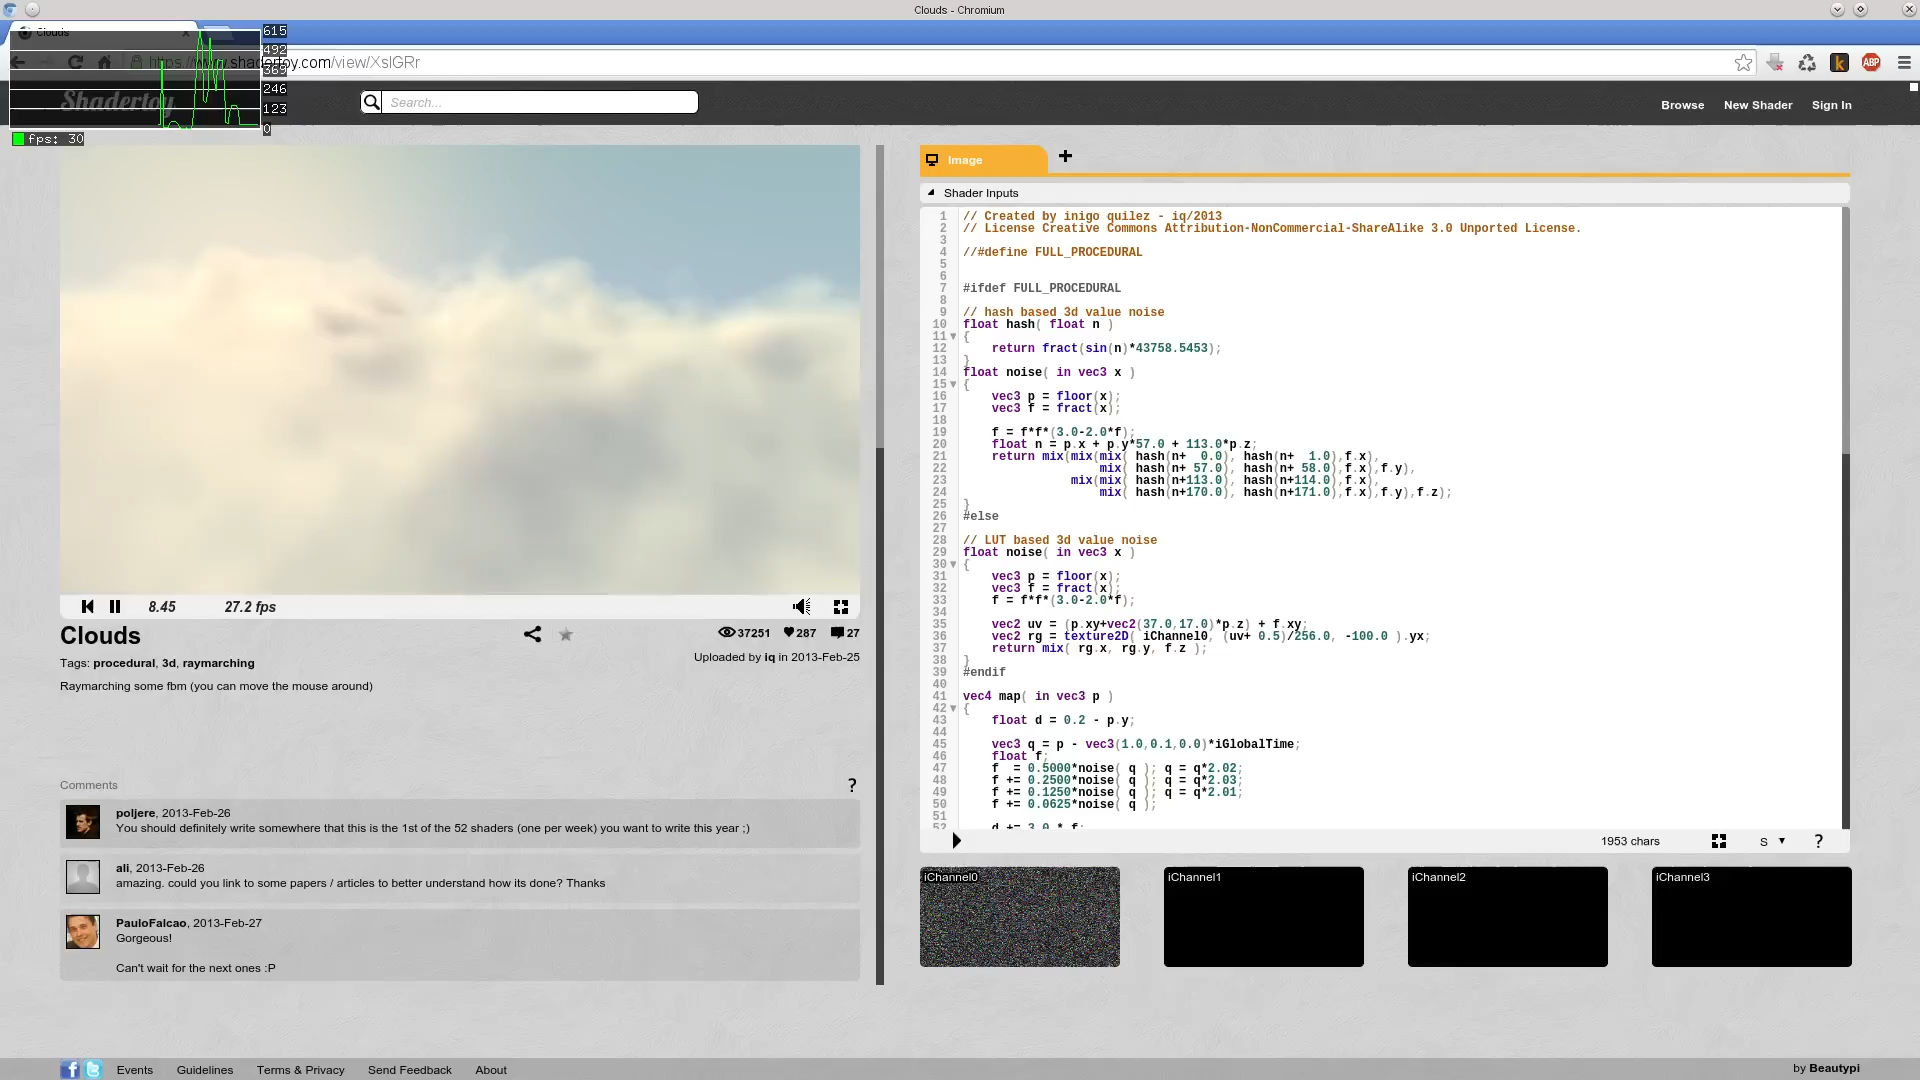 Clouds - Chromium
Clouds
https://www.shadertoy.com/view/XslGRr
615
492
369
246
123
0
fps: 30
Shadertoy
Search...
Browse
New Shader
Sign In
8.45
27.2 fps
Clouds
37251
287
27
Tags: procedural, 3d, raymarching
Uploaded by iq in 2013-Feb-25
Raymarching some fbm (you can move the mouse around)
Comments
?
poljere, 2013-Feb-26
You should definitely write somewhere that this is the 1st of the 52 shaders (one per week) you want to write this year ;)
ali, 2013-Feb-26
amazing. could you link to some papers / articles to better understand how its done? Thanks
PauloFalcao, 2013-Feb-27
Gorgeous!
Can't wait for the next ones :P
Image
Shader Inputs
1 // Created by inigo quilez - iq/2013
2 // License Creative Commons Attribution-NonCommercial-ShareAlike 3.0 Unported License.
3
4 //#define FULL_PROCEDURAL
5
6
7 #ifdef FULL_PROCEDURAL
8
9 // hash based 3d value noise
10 float hash( float n )
11 {
12     return fract(sin(n)*43758.5453);
13 }
14 float noise( in vec3 x )
15 {
16     vec3 p = floor(x);
17     vec3 f = fract(x);
18
19     f = f*f*(3.0-2.0*f);
20     float n = p.x + p.y*57.0 + 113.0*p.z;
21     return mix(mix(mix( hash(n+  0.0), hash(n+  1.0),f.x),
22                    mix( hash(n+ 57.0), hash(n+ 58.0),f.x),f.y),
23                mix(mix( hash(n+113.0), hash(n+114.0),f.x),
24                    mix( hash(n+170.0), hash(n+171.0),f.x),f.y),f.z);
25 }
26 #else
27
28 // LUT based 3d value noise
29 float noise( in vec3 x )
30 {
31     vec3 p = floor(x);
32     vec3 f = fract(x);
33     f = f*f*(3.0-2.0*f);
34
35     vec2 uv = (p.xy+vec2(37.0,17.0)*p.z) + f.xy;
36     vec2 rg = texture2D( iChannel0, (uv+ 0.5)/256.0, -100.0 ).yx;
37     return mix( rg.x, rg.y, f.z );
38 }
39 #endif
40
41 vec4 map( in vec3 p )
42 {
43     float d = 0.2 - p.y;
44
45     vec3 q = p - vec3(1.0,0.1,0.0)*iGlobalTime;
46     float f;
47     f  = 0.5000*noise( q ); q = q*2.02;
48     f += 0.2500*noise( q ); q = q*2.03;
49     f += 0.1250*noise( q ); q = q*2.01;
50     f += 0.0625*noise( q );
51
52     d += 3.0 * f;
1953 chars
S
?
iChannel0
iChannel1
iChannel2
iChannel3
Events
Guidelines
Terms & Privacy
Send Feedback
About
by Beautypi